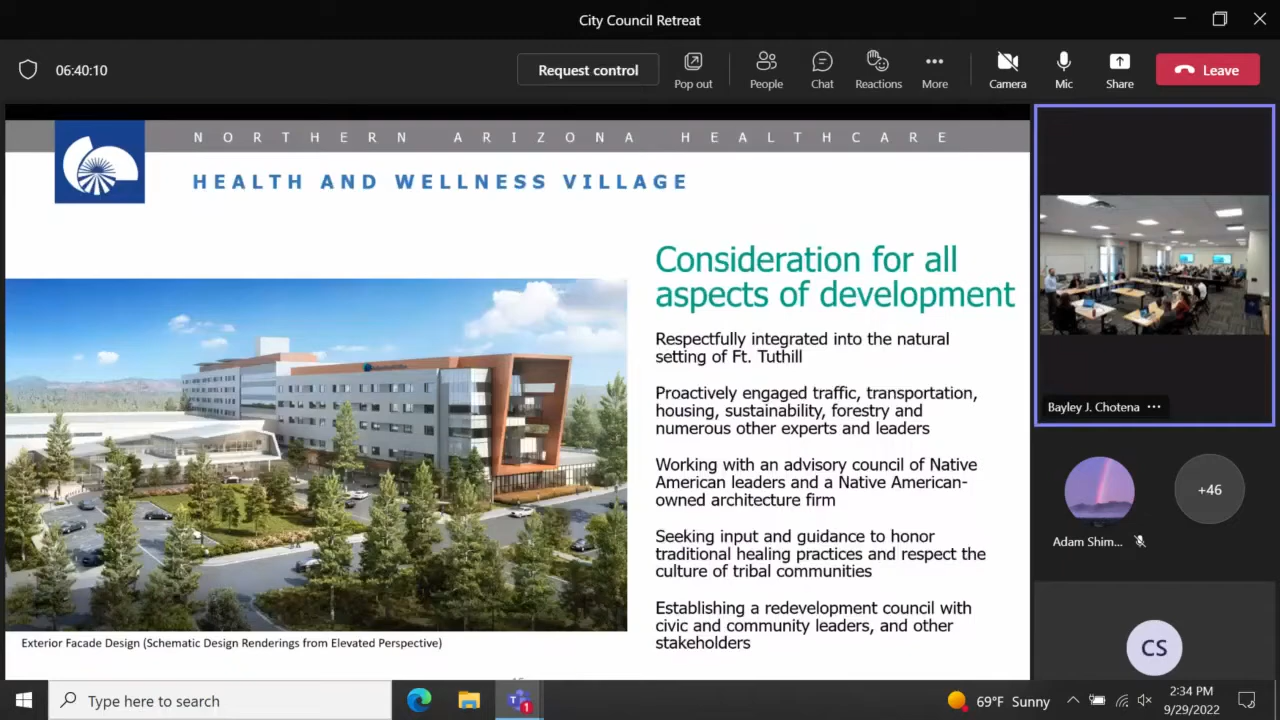 City Council Retreat
06:40:10
Request control
Pop out
People
Chat
Reactions
More
Camera
Mic
Share
Leave
NORTHERN ARIZONA HEALTHCARE
HEALTH AND WELLNESS VILLAGE
Consideration for all
aspects of development
Respectfully integrated into the natural
setting of Ft. Tuthill
Proactively engaged traffic, transportation,
housing, sustainability, forestry and
numerous other experts and leaders
Working with an advisory council of Native
American leaders and a Native American-
owned architecture firm
Seeking input and guidance to honor
traditional healing practices and respect the
culture of tribal communities
Establishing a redevelopment council with
civic and community leaders, and other
stakeholders
Exterior Facade Design (Schematic Design Renderings from Elevated Perspective)
Bayley J. Chotena
Adam Shim...
+46
CS
Type here to search
1
69°F Sunny
2:34 PM
9/29/2022